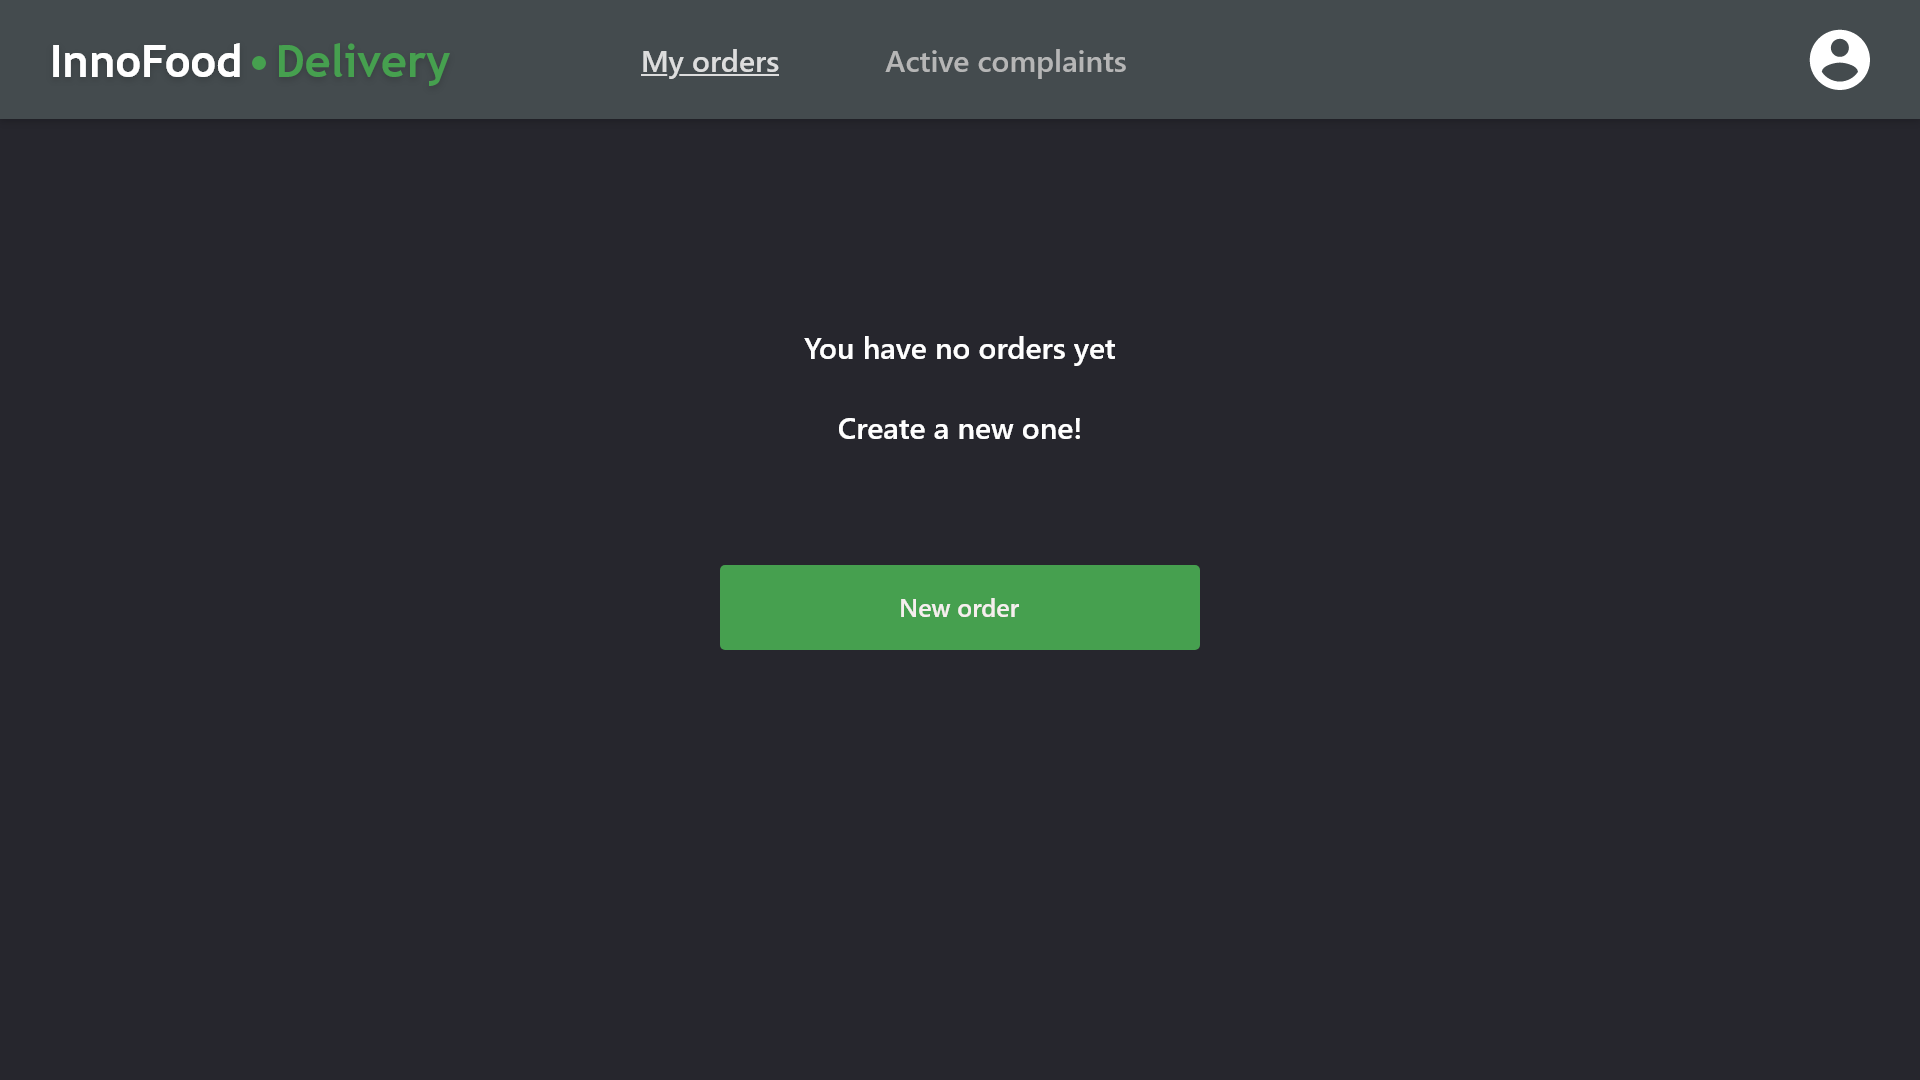 InnoFood • Delivery
My orders
Active complaints
You have no orders yet
Create a new one!
New order